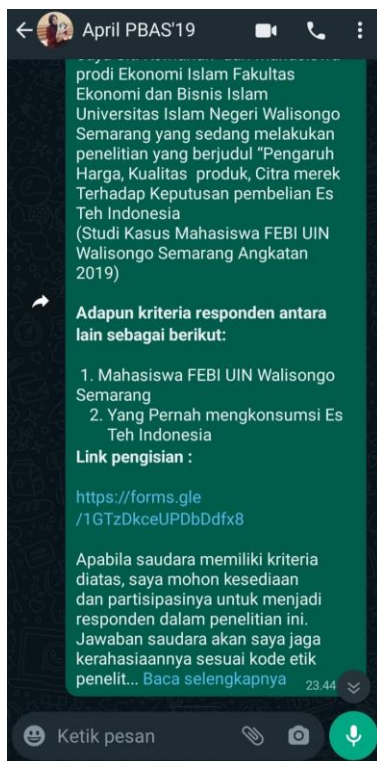 April PBAS'19
prodi Ekonomi Islam Fakultas
Ekonomi dan Bisnis Islam
Universitas Islam Negeri Walisongo
Semarang yang sedang melakukan
penelitian yang berjudul “Pengaruh
Harga, Kualitas produk, Citra merek
Terhadap Keputusan pembelian Es
Teh Indonesia
(Studi Kasus Mahasiswa FEBI UIN
Walisongo Semarang Angkatan
2019)
Adapun kriteria responden antara
lain sebagai berikut:
1. Mahasiswa FEBI UIN Walisongo
Semarang
2. Yang Pernah mengkonsumsi Es
Teh Indonesia
Link pengisian :
https://forms.gle
/1GTzDkceUPDbDdfx8
Apabila saudara memiliki kriteria
diatas, saya mohon kesediaan
dan partisipasinya untuk menjadi
responden dalam penelitian ini.
Jawaban saudara akan saya jaga
kerahasiaannya sesuai kode etik
penelit... Baca selengkapnya 23.44
Ketik pesan